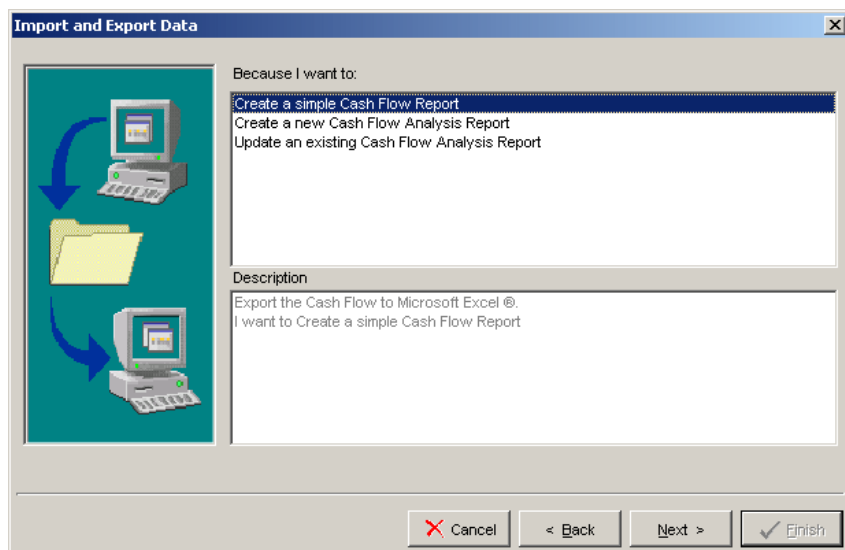 Import and Export Data
Because I want to:
Create a simple Cash Flow Report
Create a new Cash Flow Analysis Report
Update an existing Cash Flow Analysis Report
Description
Export the Cash Flow to Microsoft Excel ®.
I want to Create a simple Cash Flow Report
Cancel
< Back
Next >
Finish